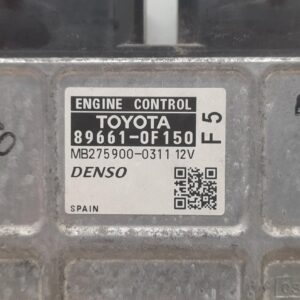 ENGINE CONTROL
TOYOTA
89661-0F150
F5
MB275900-0311 12V
DENSO
SPAIN